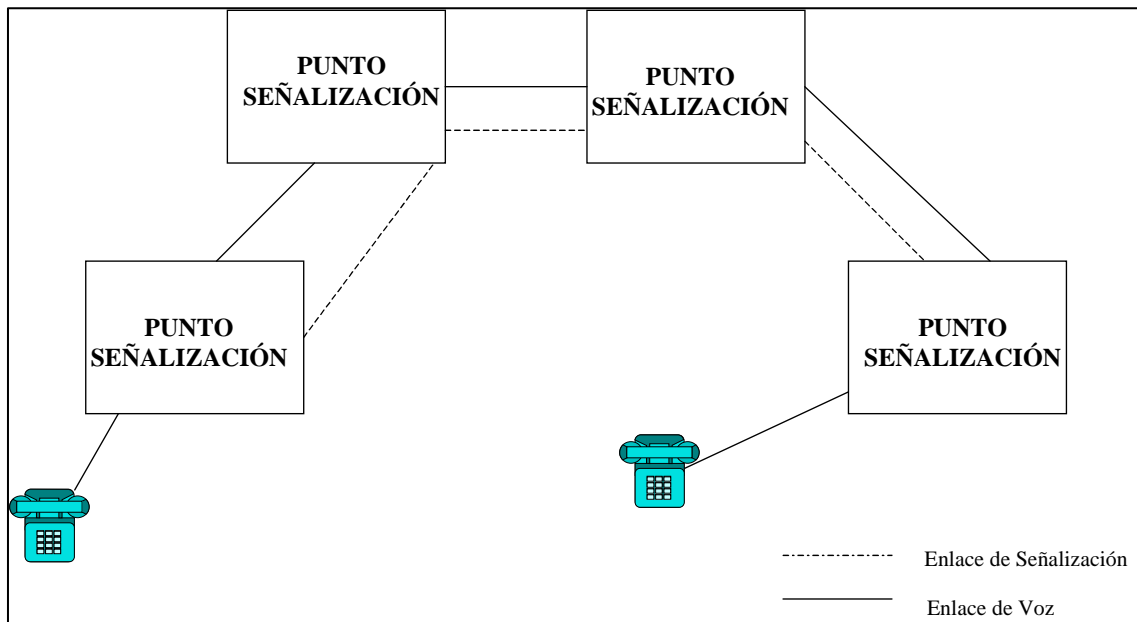 PUNTO
SEÑALIZACIÓN
PUNTO
SEÑALIZACIÓN
PUNTO
SEÑALIZACIÓN
PUNTO
SEÑALIZACIÓN
Enlace de Señalización
Enlace de Voz